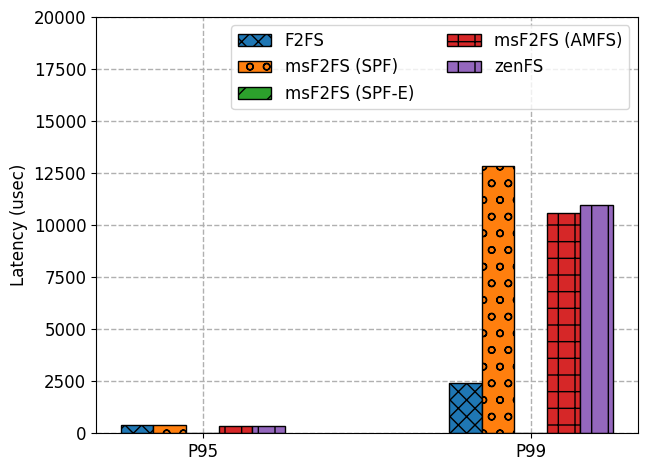 20000
17500
15000
12500
10000
7500
5000
2500
0
Latency (usec)
F2FS
msF2FS (SPF)
msF2FS (SPF-E)
msF2FS (AMFS)
zenFS
P95
P99